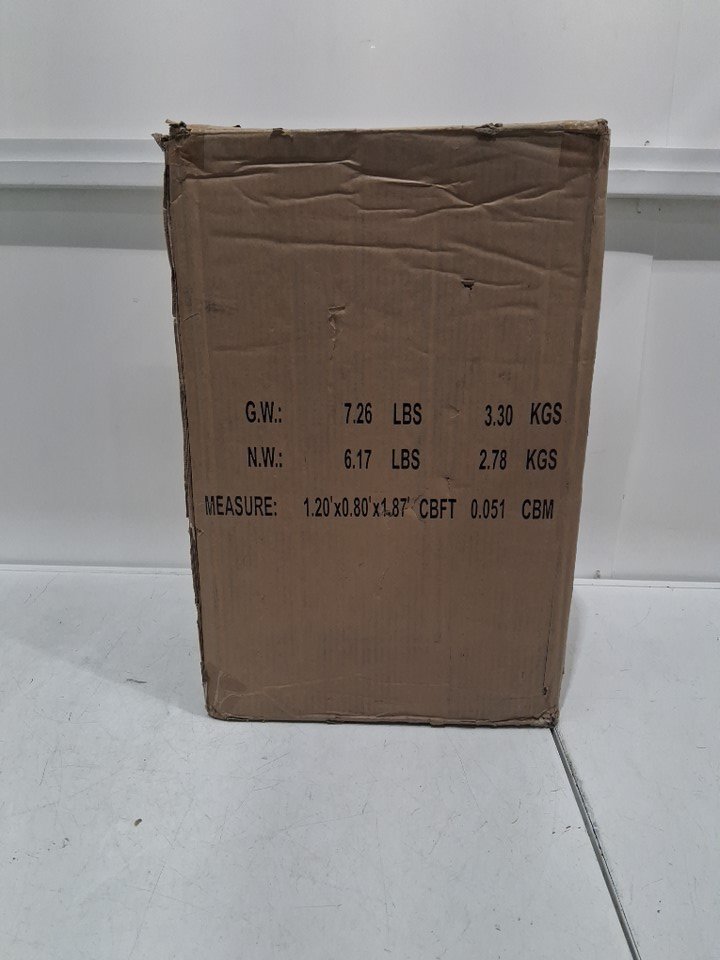 G.W.: 7.26 LBS 3.30 KGS
N.W.: 6.17 LBS 2.78 KGS
MEASURE: 1.20'x0.80'x1.87' CBFT 0.051 CBM